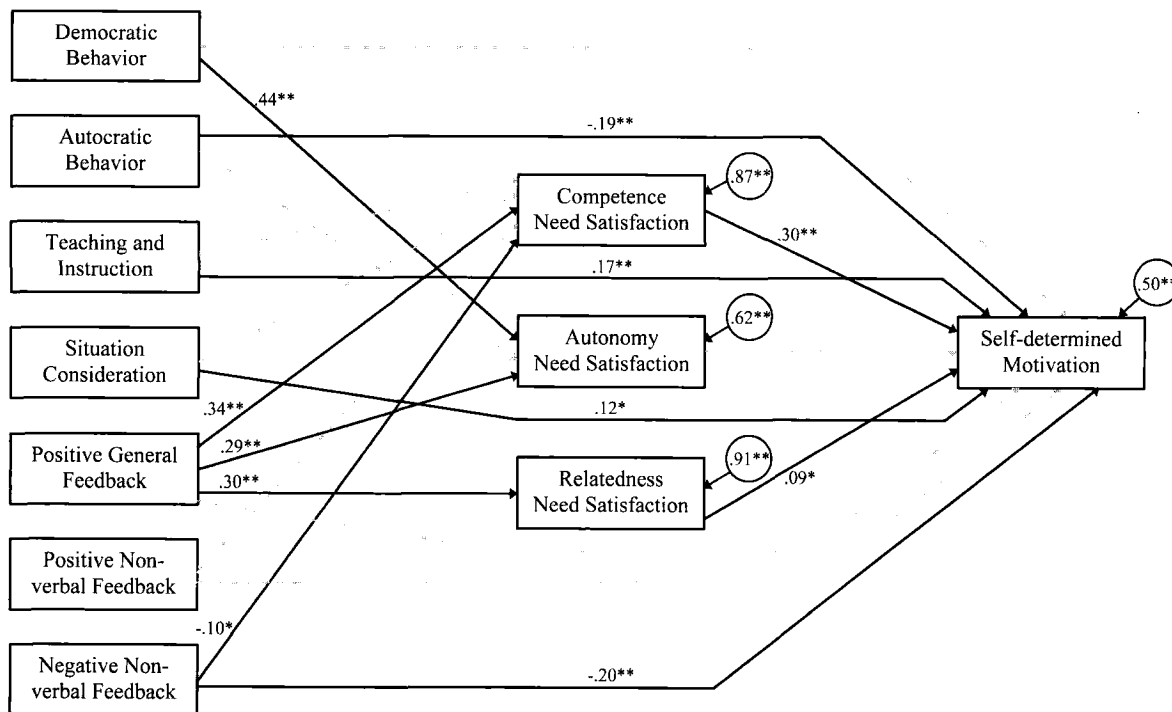 Democratic
Behavior
.44**
Autocratic
Behavior
-.19**
Competence
Need Satisfaction
.87**
.30**
Teaching and
Instruction
.17**
.50**
Autonomy
Need Satisfaction
.62**
Self-determined
Motivation
Situation
Consideration
.12*
.34**
Positive General
Feedback
.29**
.30**
Relatedness
Need Satisfaction
.91**
.09*
Positive Non-
verbal Feedback
-.10*
Negative Non-
verbal Feedback
-.20**